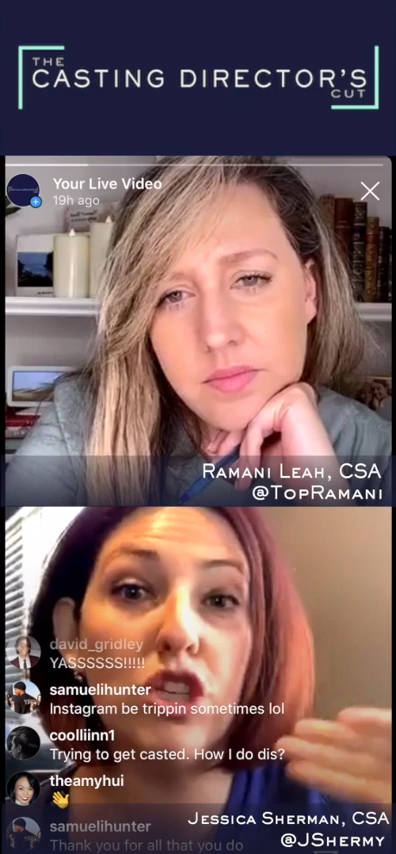 THE
CASTING DIRECTOR'S
CUT
Your Live Video
19h ago
RAMANI LEAH, CSA
@TOPRAMANI
david_gridley
YASSSSSS!!!!!
samuelihunter
Instagram be trippin sometimes lol
coolliinn1
Trying to get casted. How I do dis?
theamyhui
👋
samuelihunter
Thank you for all that you do
JESSICA SHERMAN, CSA
@JSHERMY